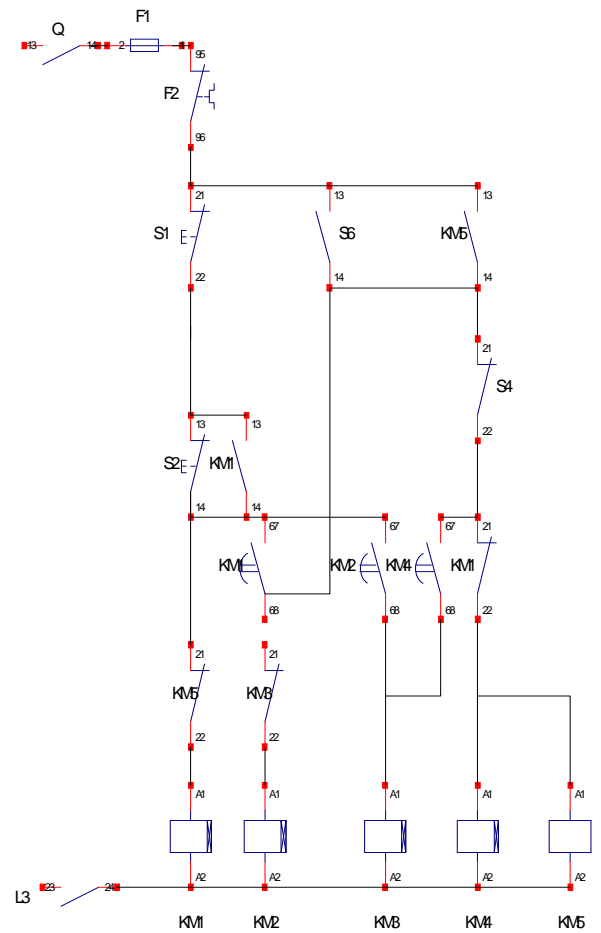 F1
Q
13 14 2 1
95
F2
96
21 13 13
S1 S6 KM5
22 14 14
21
S4
22
13 13
S2 KM1
14 14
67 67 67 21
KM1 KM2 KM4 KM1
68 68 68 22
21 21
KM5 KM3
22 22
A1 A1 A1 A1 A1
A2 A2 A2 A2 A2
L3 23 24
KM1 KM2 KM3 KM4 KM5